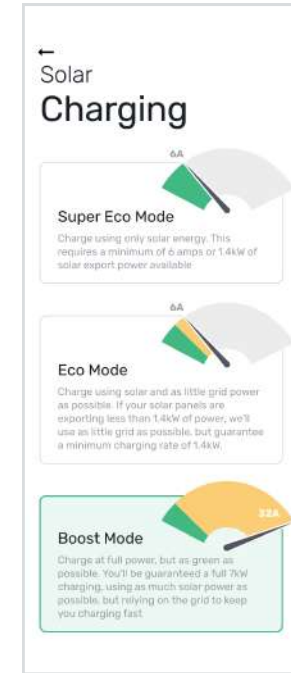 Solar
Charging
6A
Super Eco Mode
Charge using only solar energy. This
requires a minimum of 6 amps or 1.4kW of
solar export power available
6A
Eco Mode
Charge using solar and as little grid power
as possible. If your solar panels are
exporting less than 1.4kW of power, we'll
use as little grid as possible, but guarantee
a minimum charging rate of 1.4kW.
32A
Boost Mode
Charge at full power, but as green as
possible. You'll be guaranteed a full 7kW
charging, using as much solar power as
possible, but relying on the grid to keep
you charging fast